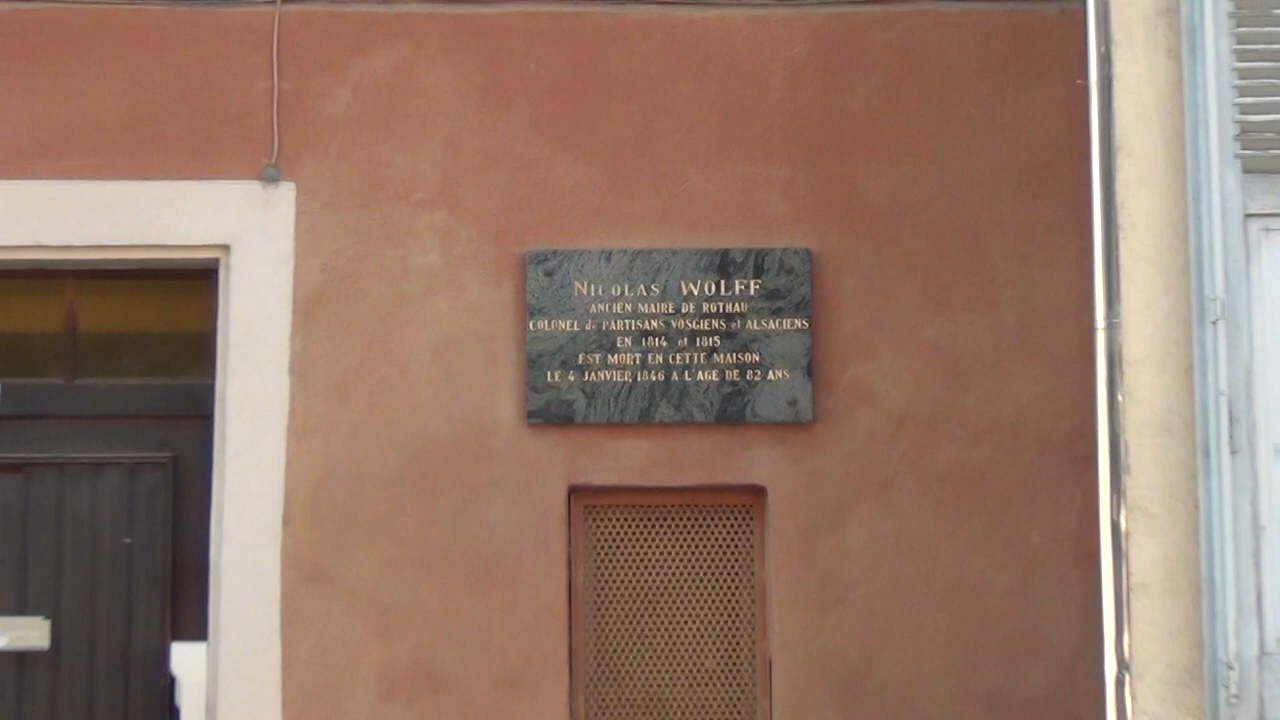 NICOLAS WOLFF
ANCIEN MAIRE DE ROTHAU
COLONEL de PARTISANS VOSGIENS et ALSACIENS
EN 1814 et 1815
EST MORT EN CETTE MAISON
LE 4 JANVIER 1846 A L'AGE DE 82 ANS